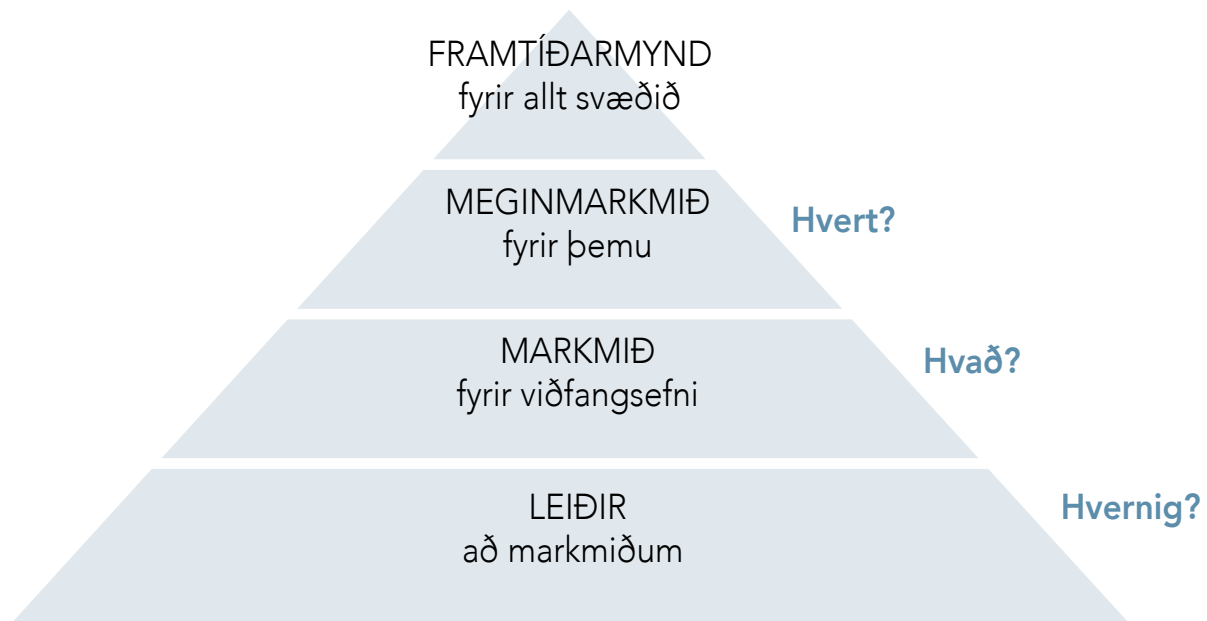 FRAMTÍÐARMYND
fyrir allt svæðið
MEGINMARKMIÐ
fyrir þemu
Hvert?
MARKMIÐ
fyrir viðfangsefni
Hvað?
LEIÐIR
að markmiðum
Hvernig?